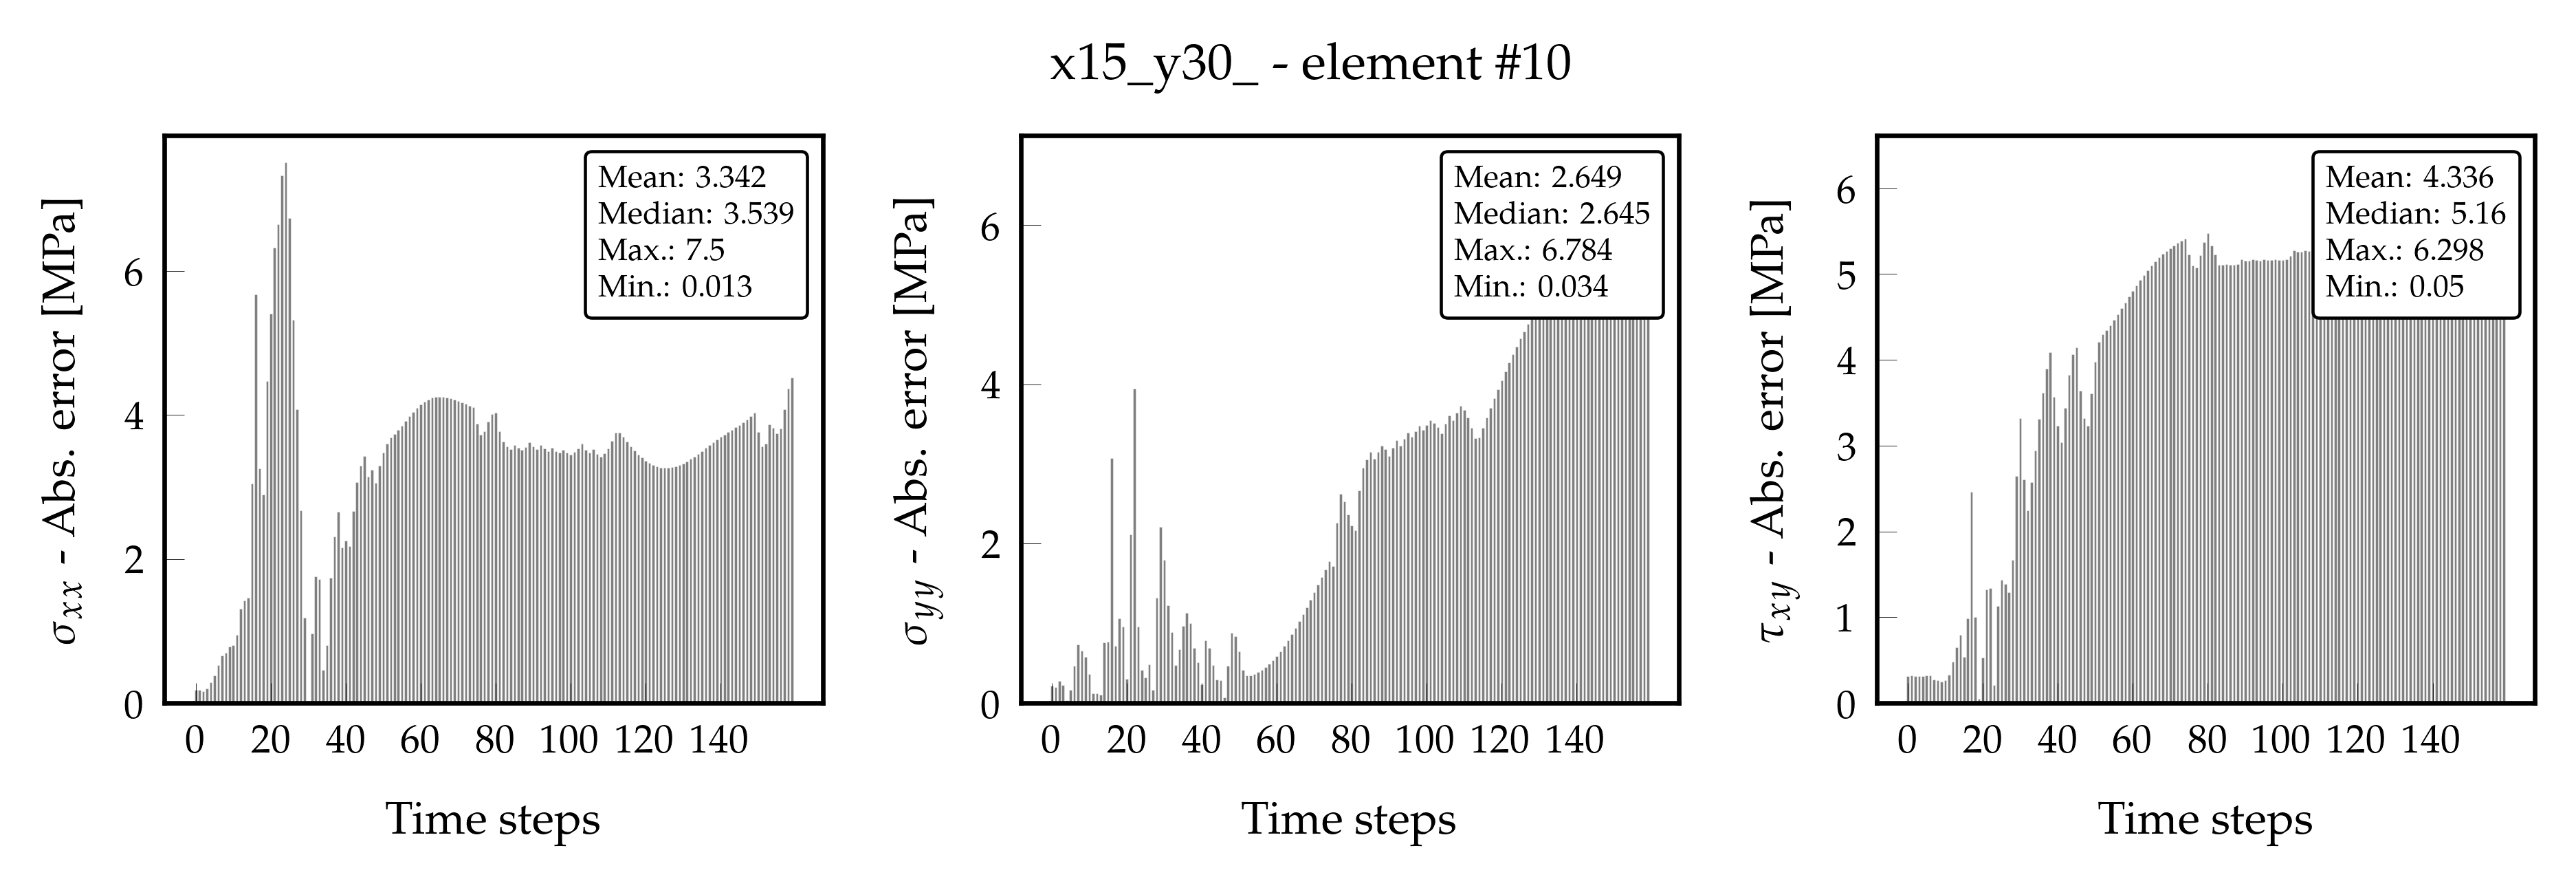 x15_y30_ - element #10
σxx - Abs. error [MPa]
6
4
2
0
Mean: 3.342
Median: 3.539
Max.: 7.5
Min.: 0.013
0 20 40 60 80 100 120 140
Time steps
σyy - Abs. error [MPa]
6
4
2
0
Mean: 2.649
Median: 2.645
Max.: 6.784
Min.: 0.034
0 20 40 60 80 100 120 140
Time steps
τxy - Abs. error [MPa]
6
5
4
3
2
1
0
Mean: 4.336
Median: 5.16
Max.: 6.298
Min.: 0.05
0 20 40 60 80 100 120 140
Time steps